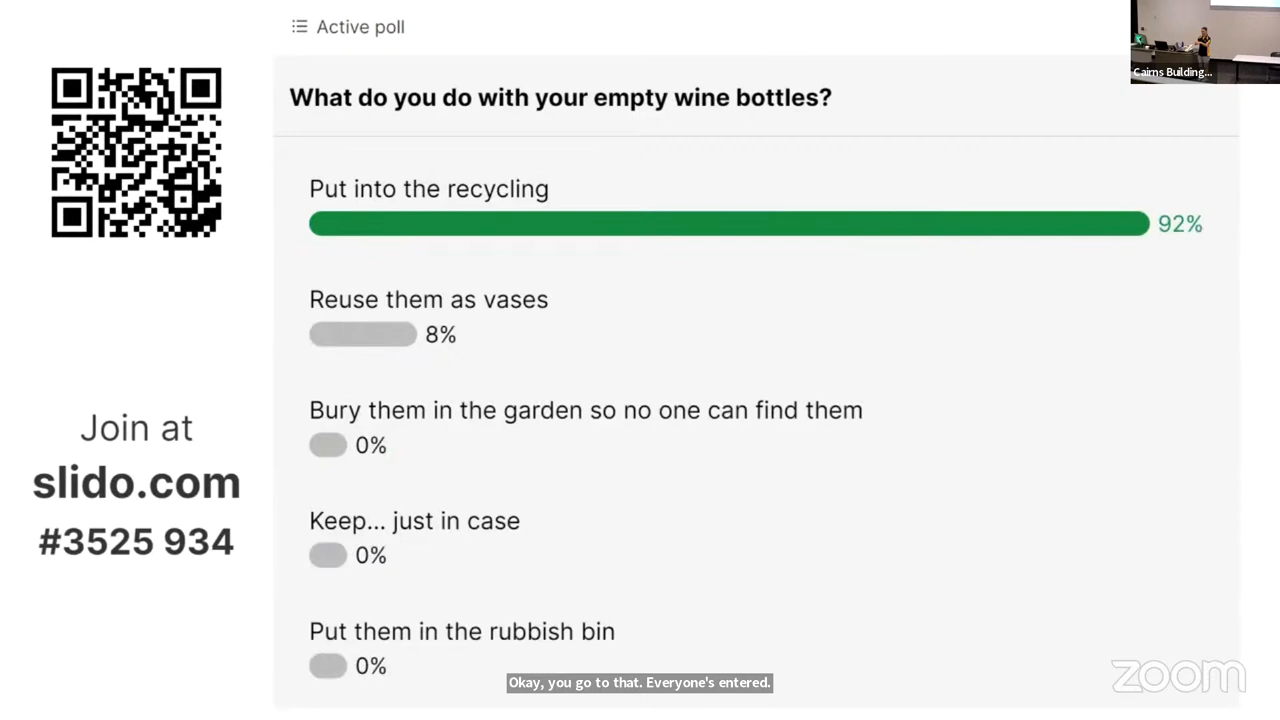 Active poll
Cairns Building...
What do you do with your empty wine bottles?
Put into the recycling
92%
Reuse them as vases
8%
Bury them in the garden so no one can find them
0%
Join at
slido.com
#3525 934
Keep... just in case
0%
Put them in the rubbish bin
0%
Okay, you go to that. Everyone's entered.
zoom